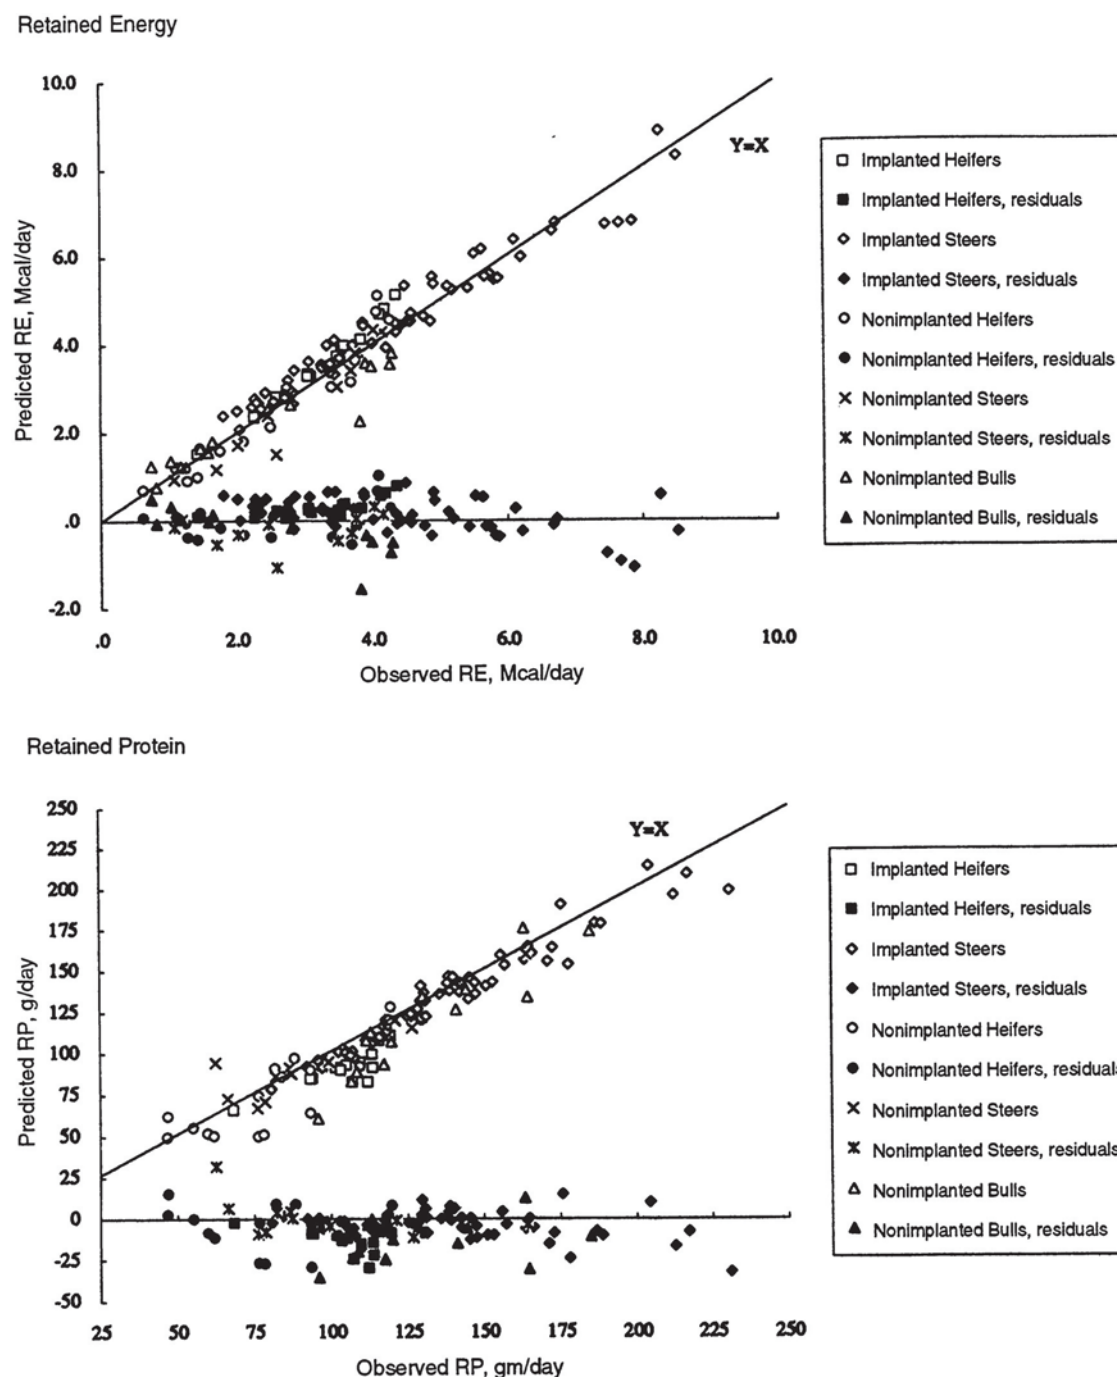 Retained Energy
10.0
8.0
6.0
4.0
2.0
.0
-2.0
Predicted RE, Mcal/day
Y=X
.0 2.0 4.0 6.0 8.0 10.0
Observed RE, Mcal/day
Implanted Heifers
Implanted Heifers, residuals
Implanted Steers
Implanted Steers, residuals
Nonimplanted Heifers
Nonimplanted Heifers, residuals
Nonimplanted Steers
Nonimplanted Steers, residuals
Nonimplanted Bulls
Nonimplanted Bulls, residuals
Retained Protein
250
225
200
175
150
125
100
75
50
25
0
-25
-50
Predicted RP, g/day
Y=X
25 50 75 100 125 150 175 200 225 250
Observed RP, gm/day
Implanted Heifers
Implanted Heifers, residuals
Implanted Steers
Implanted Steers, residuals
Nonimplanted Heifers
Nonimplanted Heifers, residuals
Nonimplanted Steers
Nonimplanted Steers, residuals
Nonimplanted Bulls
Nonimplanted Bulls, residuals